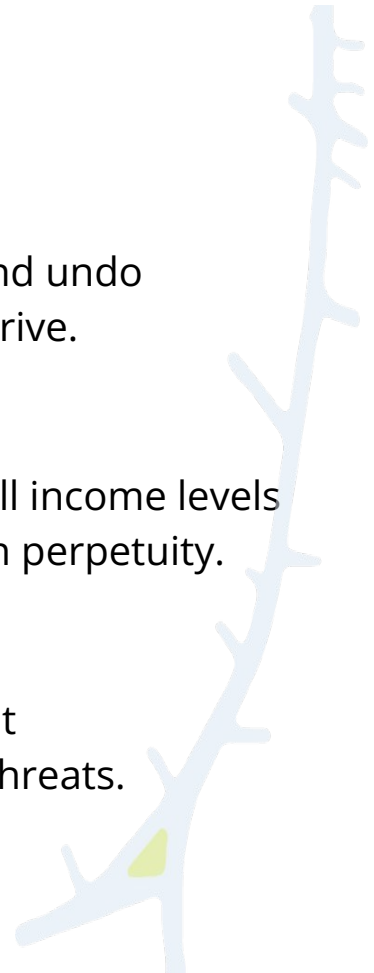 nd undo
rive.
ll income levels
n perpetuity.
t
hreats.